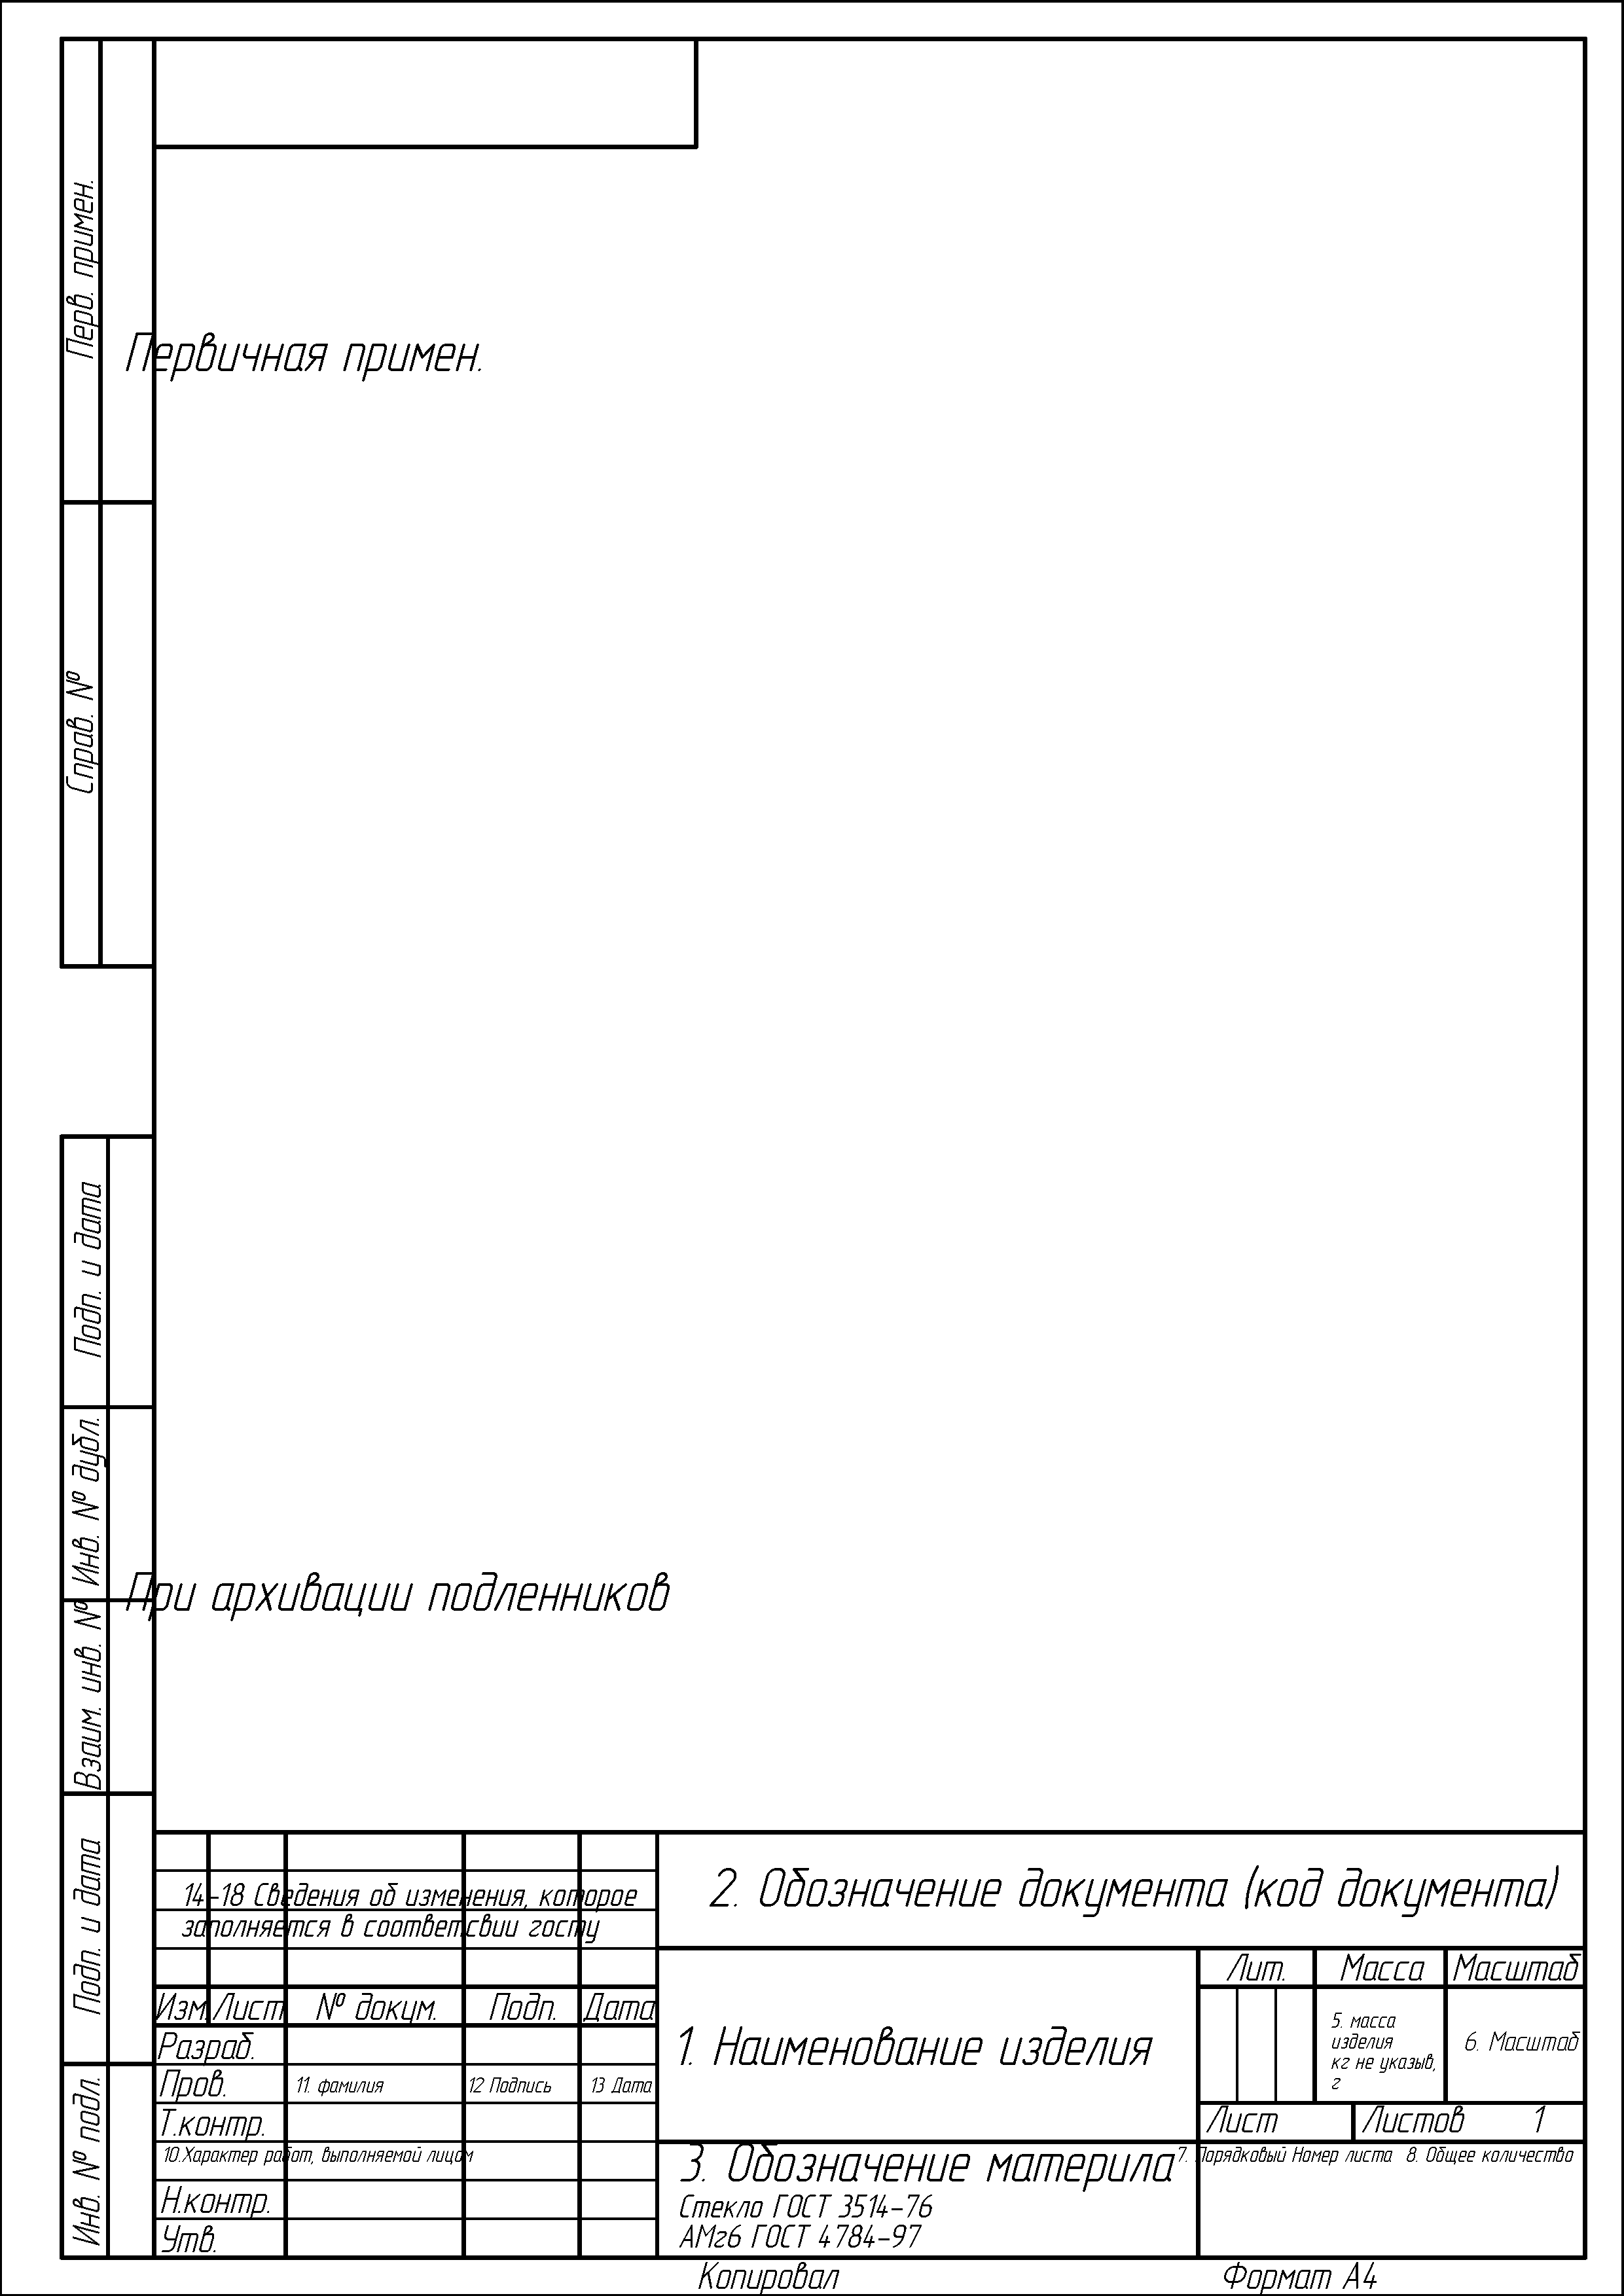 Перв. примен.
Первичная примен.
Справ. №
Подп. и дата
Инв. № дубл.
При архивации подленников
Взаим. инв. №
Подп. и дата
Инв. № подл.
14-18 Сведения об изменения, которое
заполняется в соответсвии госту
2. Обозначение документа (код документа)
Изм. Лист № докум. Подп. Дата
Разраб.
Пров. 11. фамилия 12 Подпись 13 Дата
Т.контр.
10.Характер работ, выполняемой лицом
Н.контр.
Утв.
1. Наименование изделия
Лит. Масса Масштаб
5. масса
изделия
кг не указыв,
г
6. Масштаб
Лист Листов 1
3. Обозначение материла
Стекло ГОСТ 3514-76
АМг6 ГОСТ 4784-97
7. Порядковый Номер листа 8. Общее количество
Копировал Формат А4